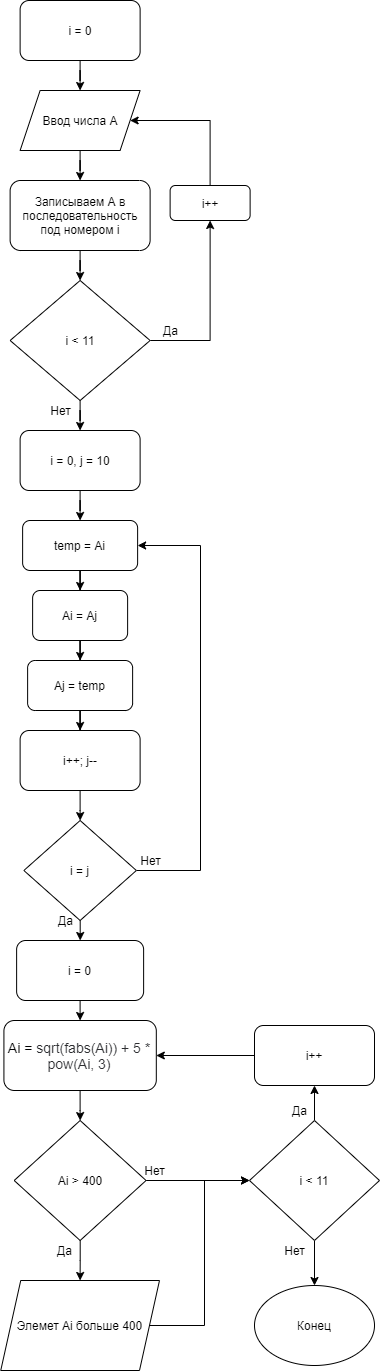 i = 0
Ввод числа А
i++
Записываем А в
последовательность
под номером i
i < 11
Да
Нет
i = 0, j = 10
temp = Ai
Ai = Aj
Aj = temp
i++; j--
i = j
Нет
Да
i = 0
Ai = sqrt(fabs(Ai)) + 5 *
pow(Ai, 3)
i++
Да
Ai > 400
Нет
i < 11
Да
Нет
Элемет Ai больше 400
Конец